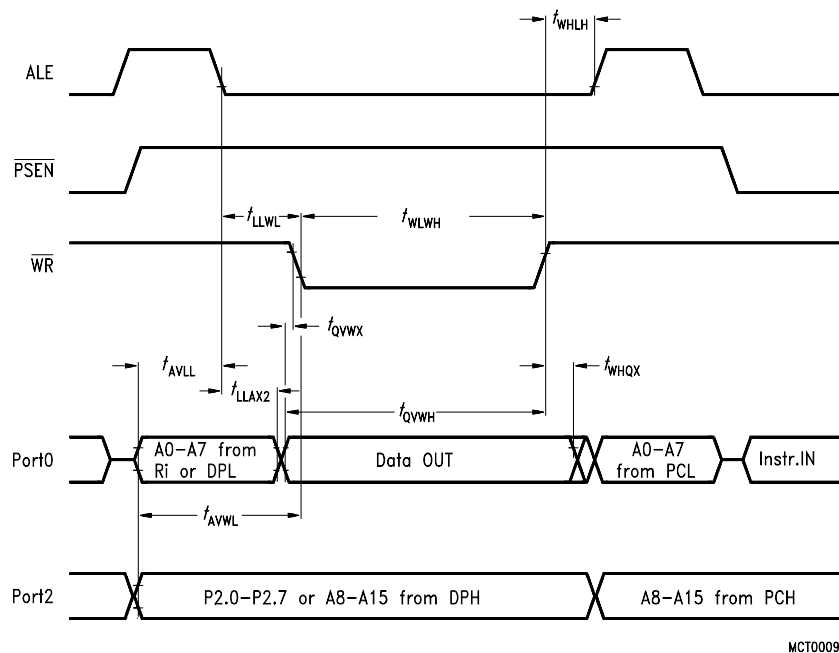 tWHLH
ALE
PSEN
tLLWL
tWLWH
WR
tQVWX
tAVLL
tWHQX
tLLAX2
tQVWH
Port0
A0-A7 from
Ri or DPL
Data OUT
A0-A7
from PCL
Instr.IN
tAVWL
Port2
P2.0-P2.7 or A8-A15 from DPH
A8-A15 from PCH
MCT0009